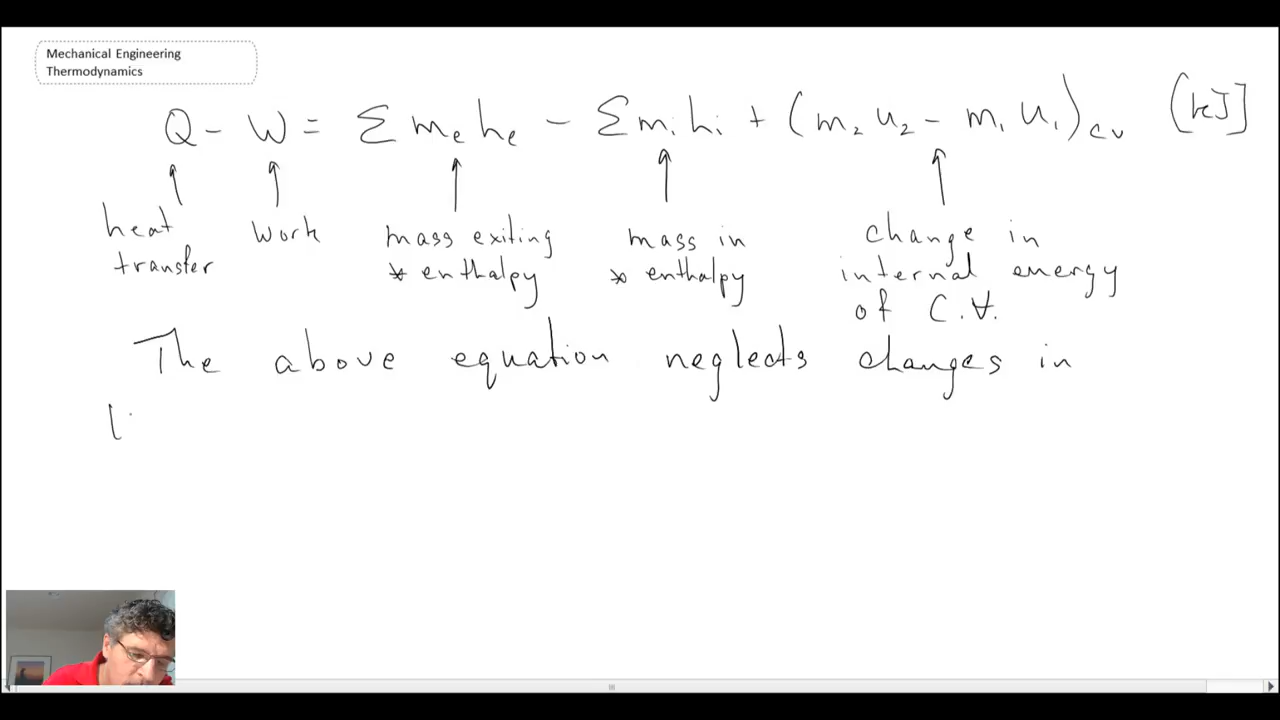 Mechanical Engineering
Thermodynamics
Q - W = Σ mₑhₑ - Σ mᵢhᵢ + (m₂u₂ - m₁u₁)cv [kJ]
heat work mass exiting mass in change in
transfer * enthalpy * enthalpy internal energy
of C.V.
The above equation neglects changes in